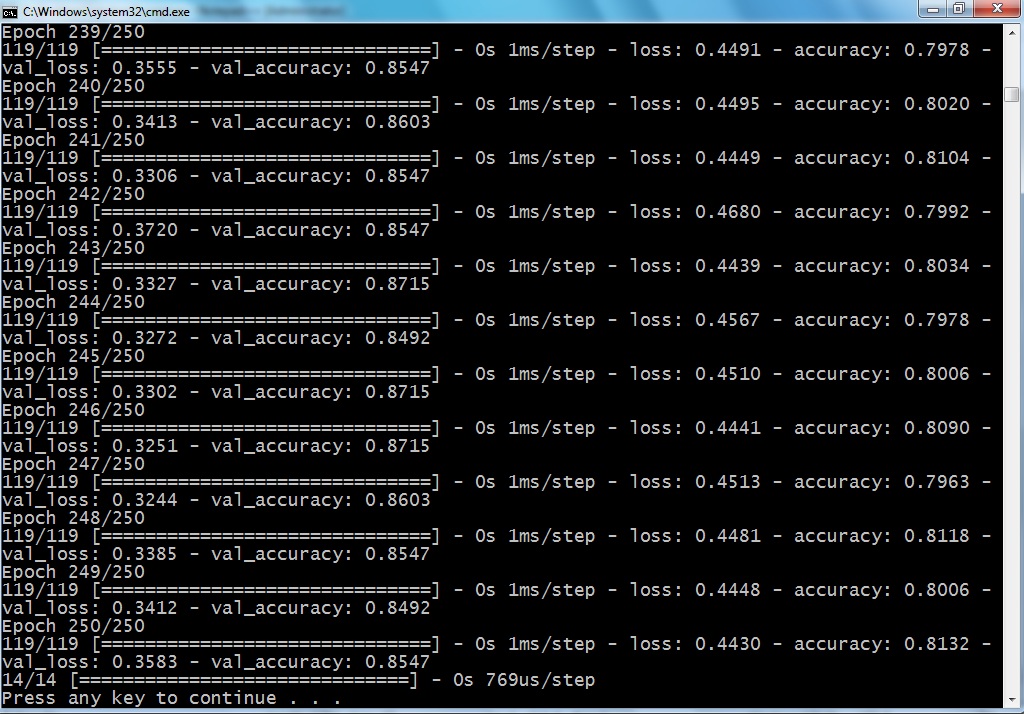 C:\Windows\system32\cmd.exe
Epoch 239/250
119/119 [==============================] - 0s 1ms/step - loss: 0.4491 - accuracy: 0.7978 -
val_loss: 0.3555 - val_accuracy: 0.8547
Epoch 240/250
119/119 [==============================] - 0s 1ms/step - loss: 0.4495 - accuracy: 0.8020 -
val_loss: 0.3413 - val_accuracy: 0.8603
Epoch 241/250
119/119 [==============================] - 0s 1ms/step - loss: 0.4449 - accuracy: 0.8104 -
val_loss: 0.3306 - val_accuracy: 0.8547
Epoch 242/250
119/119 [==============================] - 0s 1ms/step - loss: 0.4680 - accuracy: 0.7992 -
val_loss: 0.3720 - val_accuracy: 0.8547
Epoch 243/250
119/119 [==============================] - 0s 1ms/step - loss: 0.4439 - accuracy: 0.8034 -
val_loss: 0.3327 - val_accuracy: 0.8715
Epoch 244/250
119/119 [==============================] - 0s 1ms/step - loss: 0.4567 - accuracy: 0.7978 -
val_loss: 0.3272 - val_accuracy: 0.8492
Epoch 245/250
119/119 [==============================] - 0s 1ms/step - loss: 0.4510 - accuracy: 0.8006 -
val_loss: 0.3302 - val_accuracy: 0.8715
Epoch 246/250
119/119 [==============================] - 0s 1ms/step - loss: 0.4441 - accuracy: 0.8090 -
val_loss: 0.3251 - val_accuracy: 0.8715
Epoch 247/250
119/119 [==============================] - 0s 1ms/step - loss: 0.4513 - accuracy: 0.7963 -
val_loss: 0.3244 - val_accuracy: 0.8603
Epoch 248/250
119/119 [==============================] - 0s 1ms/step - loss: 0.4481 - accuracy: 0.8118 -
val_loss: 0.3385 - val_accuracy: 0.8547
Epoch 249/250
119/119 [==============================] - 0s 1ms/step - loss: 0.4448 - accuracy: 0.8006 -
val_loss: 0.3412 - val_accuracy: 0.8492
Epoch 250/250
119/119 [==============================] - 0s 1ms/step - loss: 0.4430 - accuracy: 0.8132 -
val_loss: 0.3583 - val_accuracy: 0.8547
14/14 [==============================] - 0s 769us/step
Press any key to continue . . .